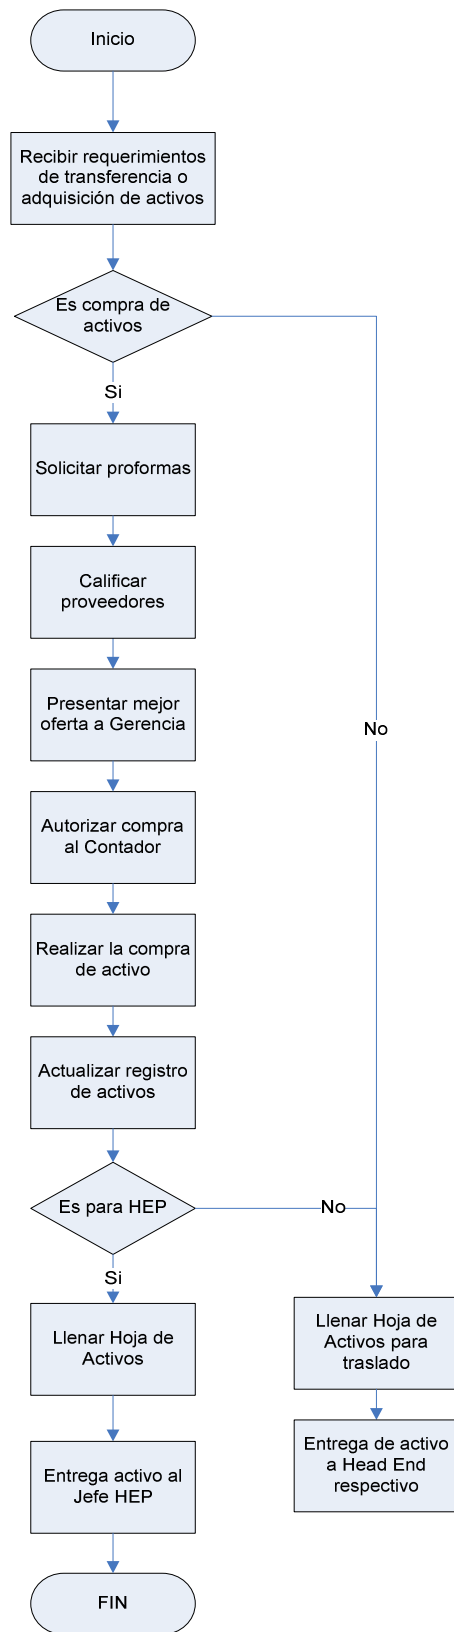 Inicio
Recibir requerimientos
de transferencia o
adquisición de activos
Es compra de
activos
Si
Solicitar proformas
Calificar
proveedores
Presentar mejor
oferta a Gerencia
No
Autorizar compra
al Contador
Realizar la compra
de activo
Actualizar registro
de activos
Es para HEP
No
Si
Llenar Hoja de
Activos
Llenar Hoja de
Activos para
traslado
Entrega activo al
Jefe HEP
Entrega de activo
a Head End
respectivo
FIN